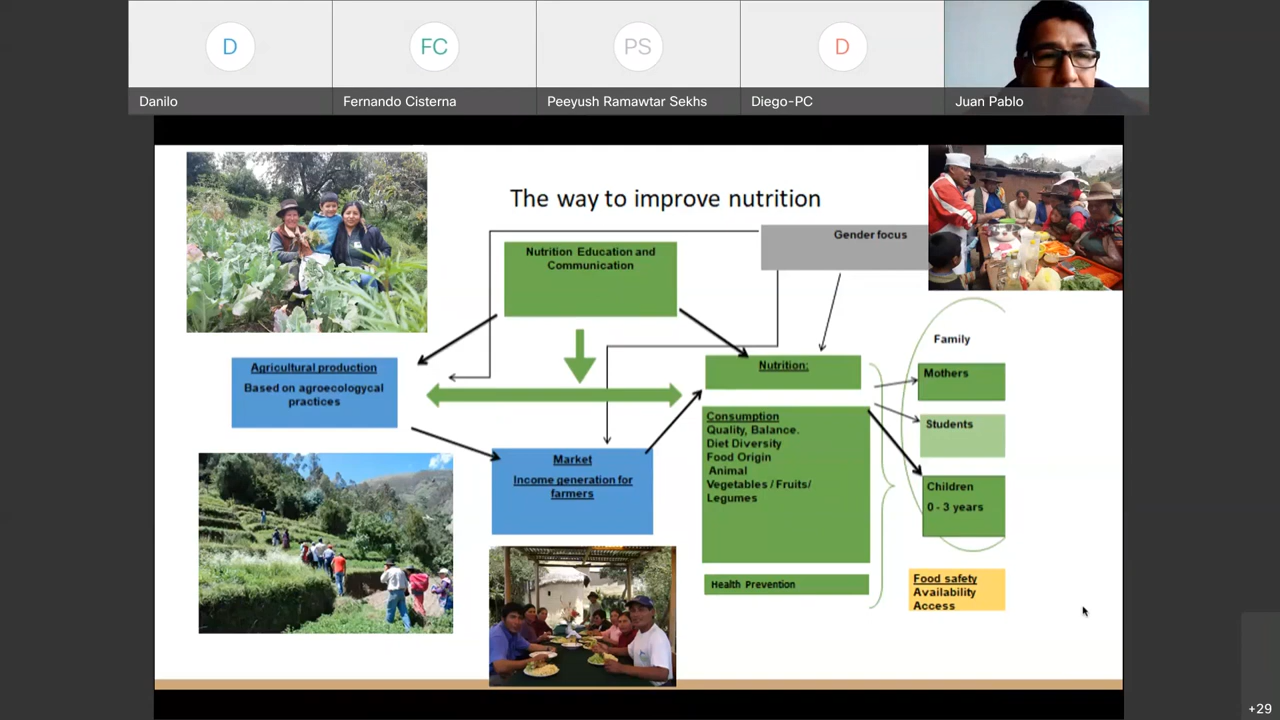 D
FC
PS
D
Danilo
Fernando Cisterna
Peeyush Ramawtar Sekhs
Diego-PC
Juan Pablo
The way to improve nutrition
Gender focus
Nutrition Education and
Communication
Family
Agricultural production
Based on agroecologycal
practices
Nutrition:
Mothers
Consumption
Quality, Balance.
Diet Diversity
Food Origin
Animal
Vegetables / Fruits/
Legumes
Students
Market
Income generation for
farmers
Children
0 - 3 years
Health Prevention
Food safety
Availability
Access
+29